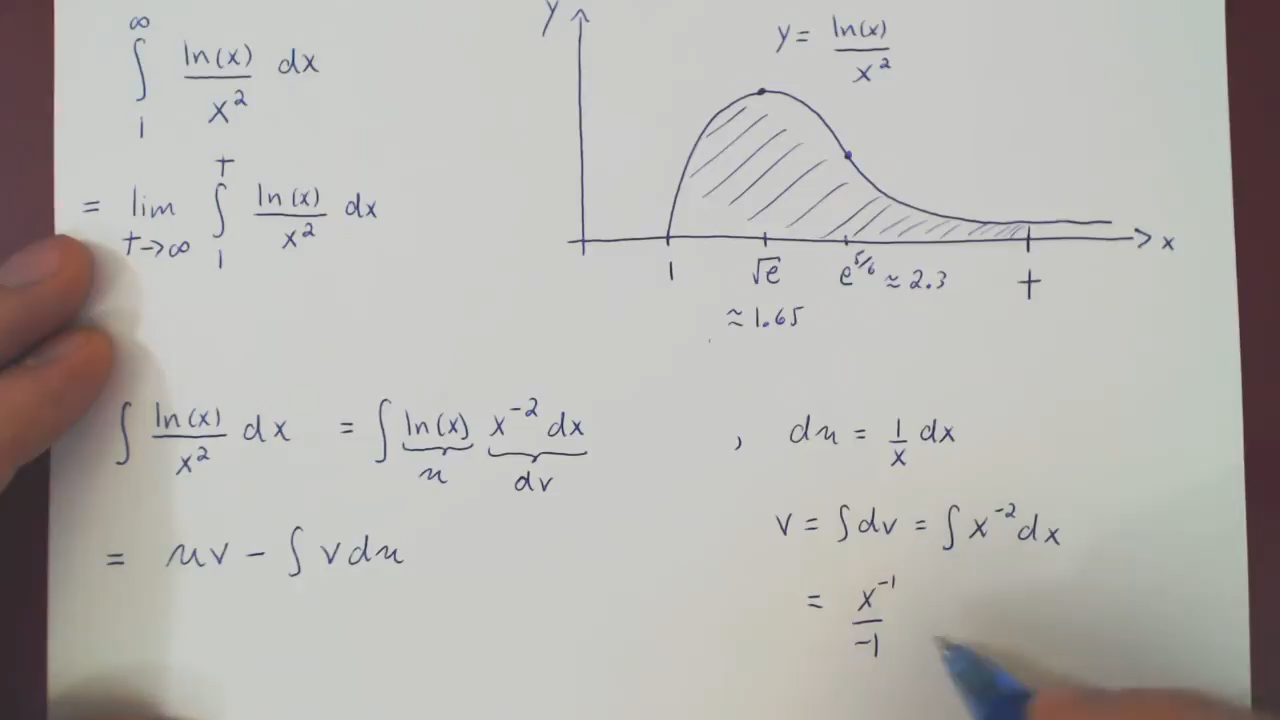 ∫₁^∞ ln(x)/x² dx
= lim t→∞ ∫₁^t ln(x)/x² dx
y
y = ln(x)/x²
x
1 √e e^(5/6) ≈ 2.3 t
≈ 1.65
∫ ln(x)/x² dx = ∫ ln(x) x⁻² dx , du = 1/x dx
u dv
= uv − ∫ v du
v = ∫ dv = ∫ x⁻² dx
= x⁻¹/−1